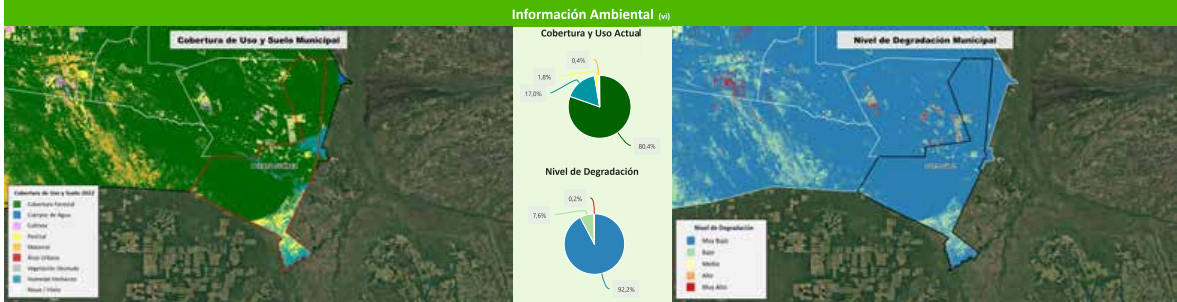 Información Ambiental (vi)
Cobertura de Uso y Suelo Municipal
Cobertura de Uso y Suelo 2022
Cobertura Forestal
Cuerpos de Agua
Cultivos
Pastizal
Matorral
Área Urbana
Vegetación Desnuda
Humedal Herbáceo
Nieve / Hielo
Cobertura y Uso Actual
0,4%
1,8%
17,0%
80,4%
Nivel de Degradación
0,2%
7,6%
92,2%
Nivel de Degradación Municipal
Nivel de Degradación
Muy Bajo
Bajo
Medio
Alto
Muy Alto